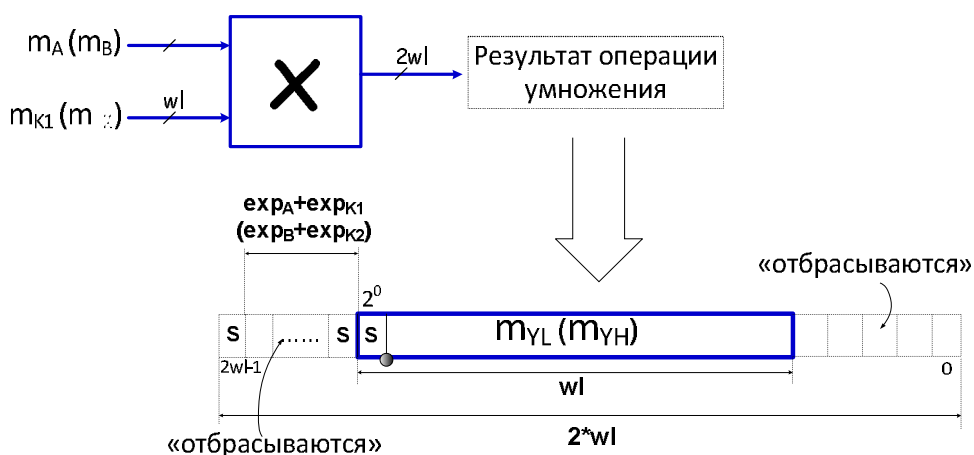 mA (mB)
2wl
Результат операции
умножения
wl
mK1 (m
expA+expK1
(expB+expK2)
«отбрасываются»
2⁰
S ...... S S mYL (mYH)
2wl-1 0
wl
«отбрасываются»
2*wl